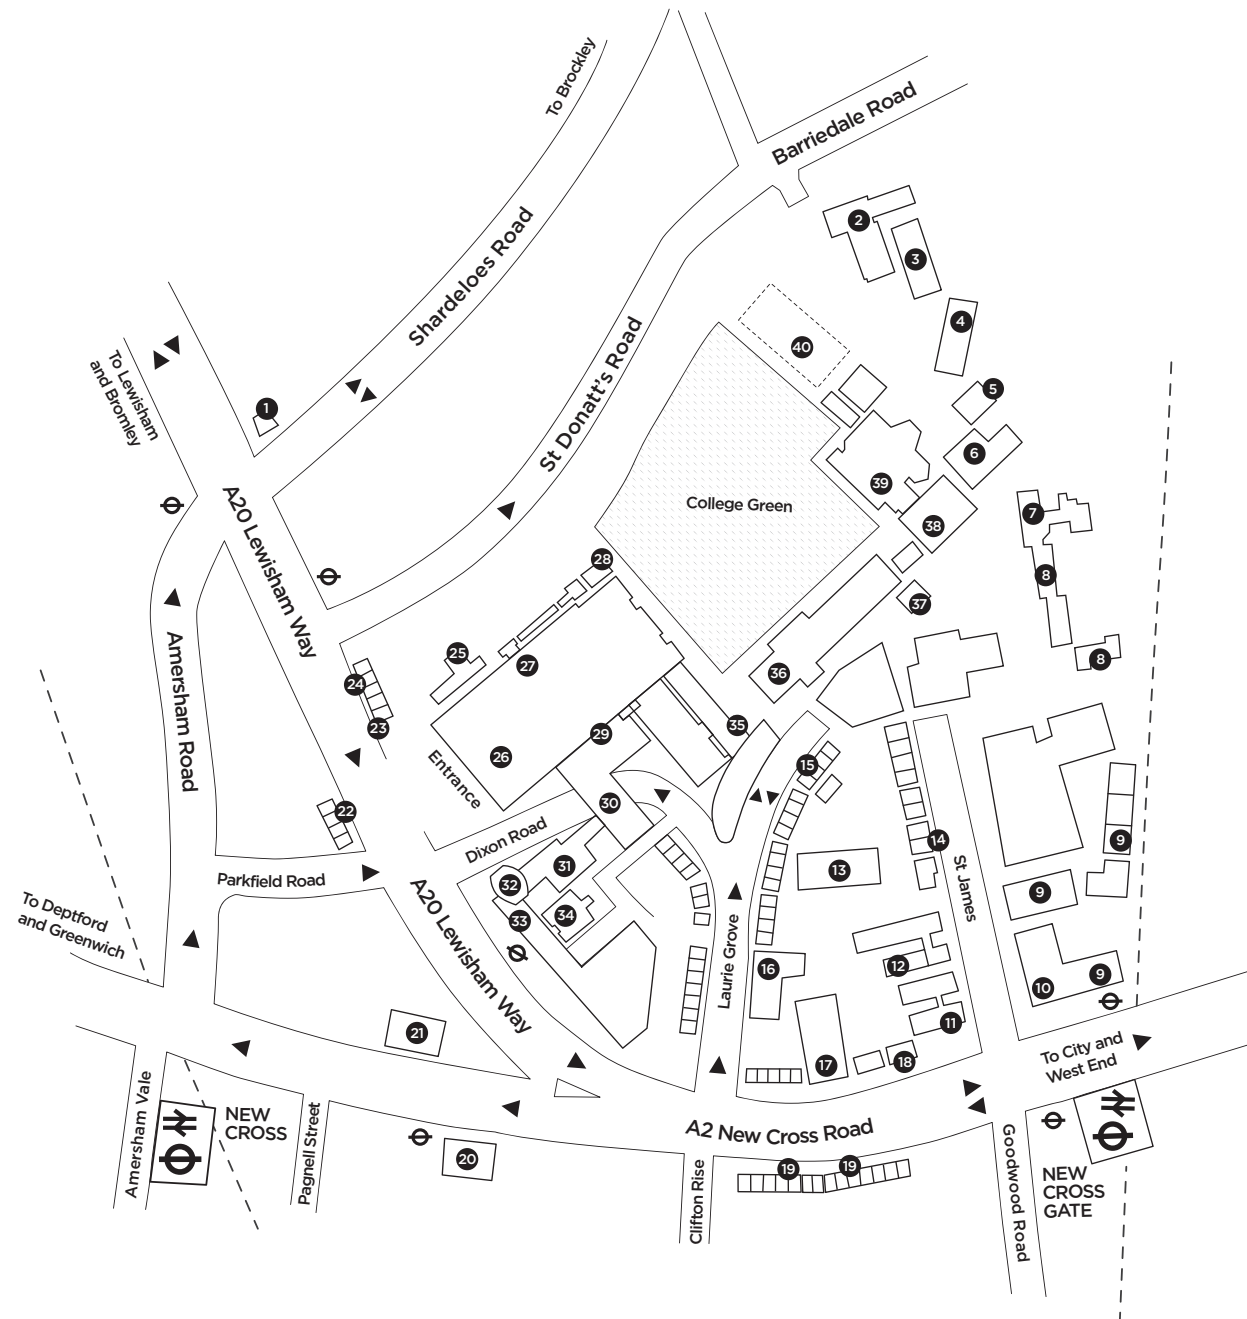 To Brockley
Barriedale Road
2
3
Shardeloes Road
4
St Donatt's Road
40
To Lewisham
and Bromley
1
5
6
39
College Green
38
7
A20 Lewisham Way
28
8
37
Amersham Road
25
27
8
24
36
23
35
29
26
15
Entrance
30
22
Dixon Road
14
9
31
13
Parkfield Road
32
St James
9
34
33
To Deptford
and Greenwich
A20 Lewisham Way
Laurie Grove
16
12
9
10
11
21
17
18
To City and
West End
Amersham Vale
NEW
CROSS
Pagnell Street
A2 New Cross Road
20
19
19
Clifton Rise
Goodwood Road
NEW
CROSS
GATE